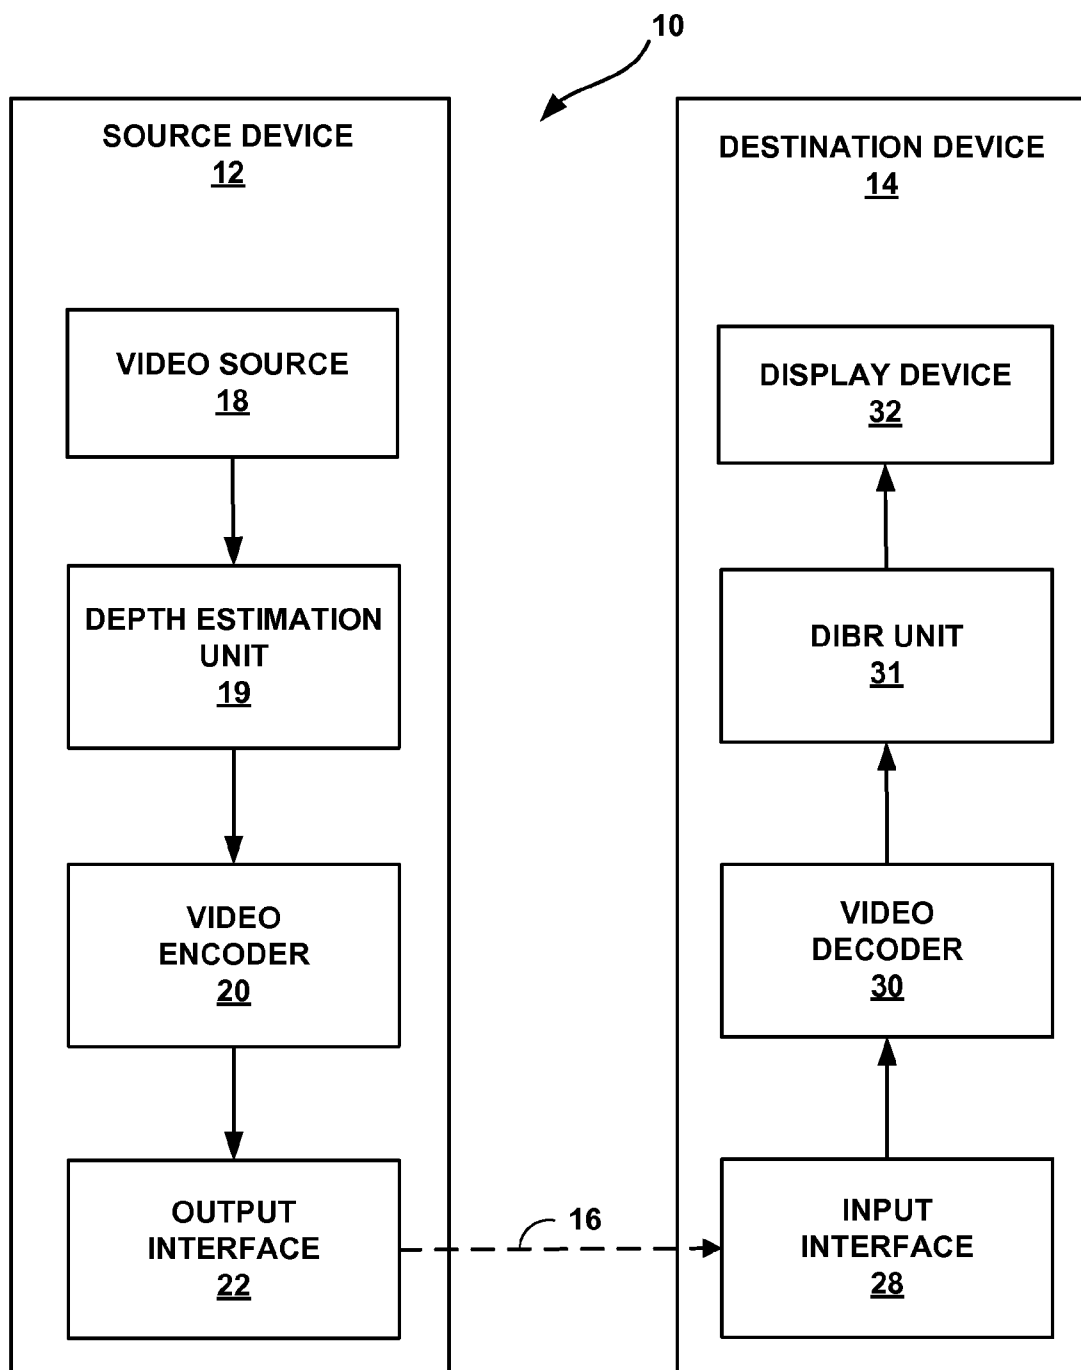 10
SOURCE DEVICE
12
VIDEO SOURCE
18
DEPTH ESTIMATION
UNIT
19
VIDEO
ENCODER
20
OUTPUT
INTERFACE
22
16
DESTINATION DEVICE
14
DISPLAY DEVICE
32
DIBR UNIT
31
VIDEO
DECODER
30
INPUT
INTERFACE
28